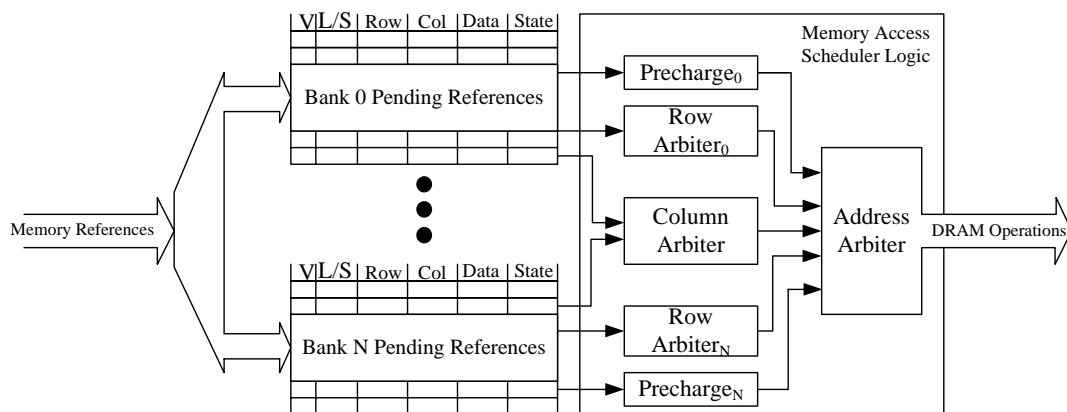 V L/S Row Col Data State
Memory Access
Scheduler Logic
Precharge0
Bank 0 Pending References
Row
Arbiter0
Memory References
Column
Arbiter
Address
Arbiter
DRAM Operations
V L/S Row Col Data State
Row
ArbiterN
Bank N Pending References
PrechargeN